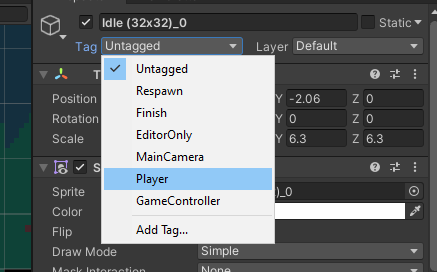 Idle (32x32)_0 Static
Tag Untagged Layer Default
Untagged
Respawn
Finish
EditorOnly
MainCamera
Player
GameController
Add Tag...
T
Position Y -2.06 Z 0
Rotation Y 0 Z 0
Scale Y 6.3 Z 6.3
S
Sprite )_0
Color
Flip
Draw Mode Simple
Mask Interaction None